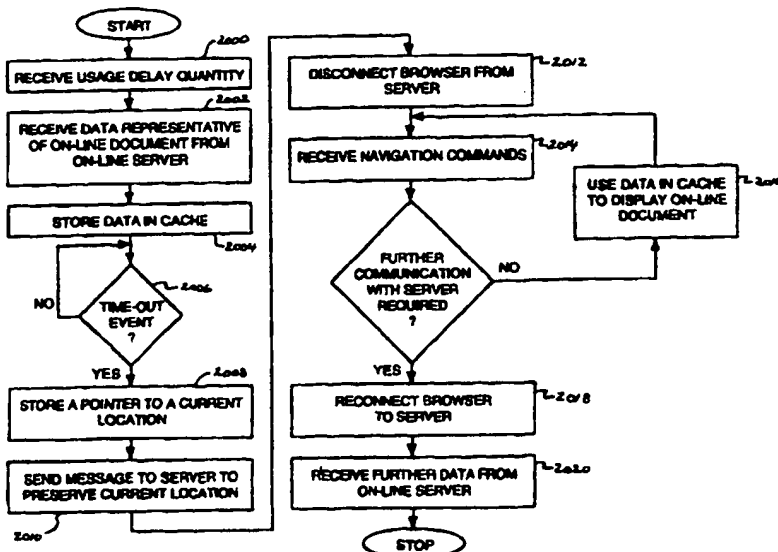 START
2000
RECEIVE USAGE DELAY QUANTITY
2002
RECEIVE DATA REPRESENTATIVE
OF ON-LINE DOCUMENT FROM
ON-LINE SERVER
STORE DATA IN CACHE
2004
2006
NO
TIME-OUT
EVENT
?
YES
2008
STORE A POINTER TO A CURRENT
LOCATION
SEND MESSAGE TO SERVER TO
PRESERVE CURRENT LOCATION
2010
DISCONNECT BROWSER FROM
SERVER
2012
RECEIVE NAVIGATION COMMANDS
2014
USE DATA IN CACHE
TO DISPLAY ON-LINE
DOCUMENT
FURTHER
COMMUNICATION
WITH SERVER
REQUIRED
?
NO
YES
RECONNECT BROWSER
TO SERVER
2018
RECEIVE FURTHER DATA FROM
ON-LINE SERVER
2020
STOP